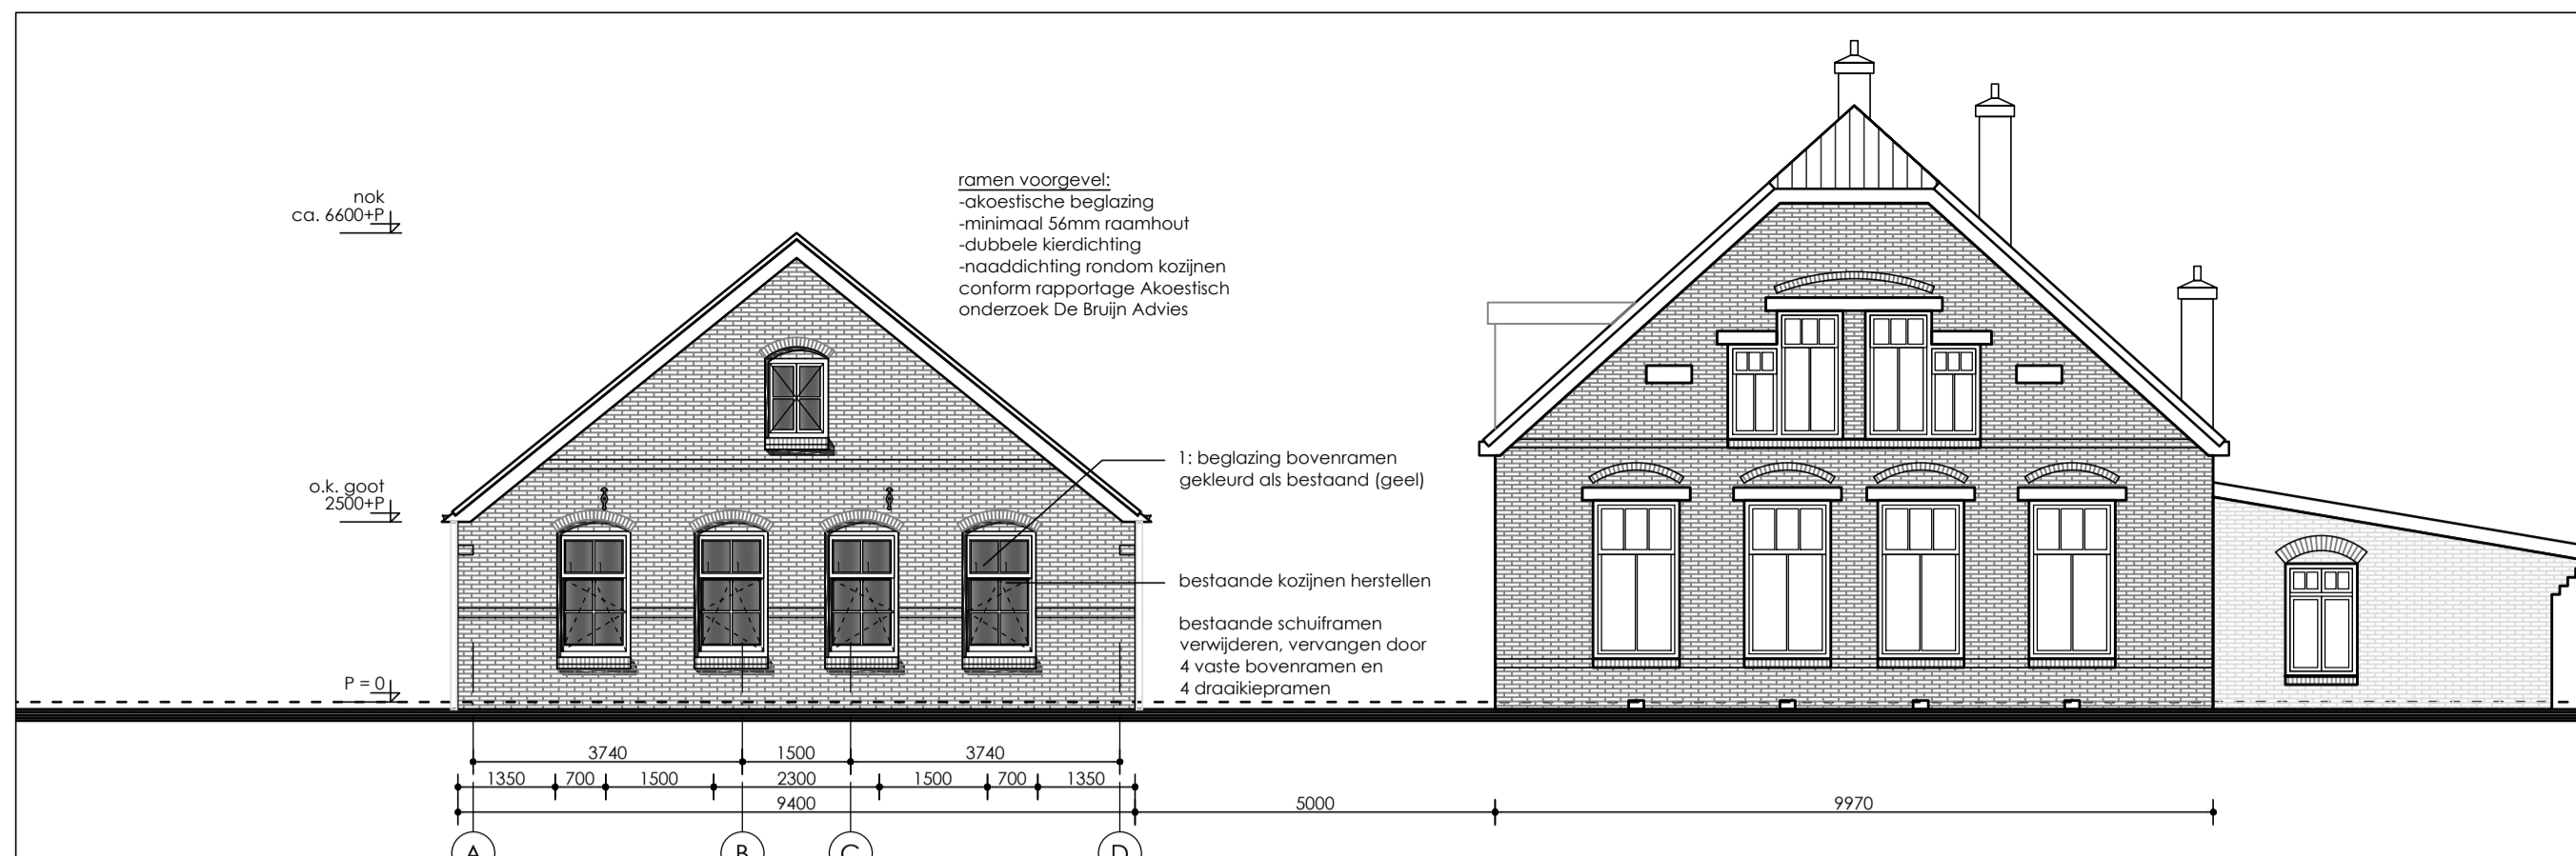 nok
ca. 6600+P
o.k. goot
2500+P
P = 0
ramen voorgevel:
-akoestische beglazing
-minimaal 56mm raamhout
-dubbele kierdichting
-naaddichting rondom kozijnen
conform rapportage Akoestisch
onderzoek De Bruijn Advies
1: beglazing bovenramen
gekleurd als bestaand (geel)
bestaande kozijnen herstellen
bestaande schuiframen
verwijderen, vervangen door
4 vaste bovenramen en
4 draaikiepramen
3740 1500 3740
1350 700 1500 2300 1500 700 1350
9400 5000 9970
A B C D